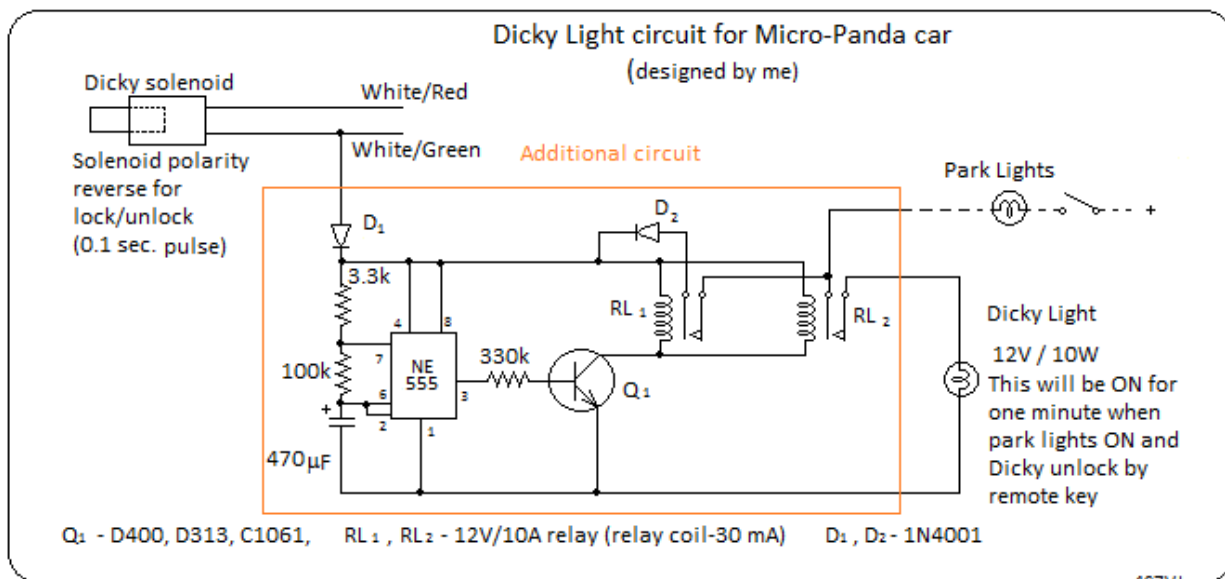 Dicky Light circuit for Micro-Panda car
(designed by me)
Dicky solenoid
White/Red
White/Green
Solenoid polarity
reverse for
lock/unlock
(0.1 sec. pulse)
Additional circuit
Park Lights
+
D1
D2
3.3k
RL 1
RL 2
4
8
7
NE
555
100k
6
2
3
1
330k
Q1
+
470µF
Dicky Light
12V / 10W
This will be ON for
one minute when
park lights ON and
Dicky unlock by
remote key
Q1 - D400, D313, C1061, RL1 , RL2 - 12V/10A relay (relay coil-30 mA) D1 , D2 - 1N4001